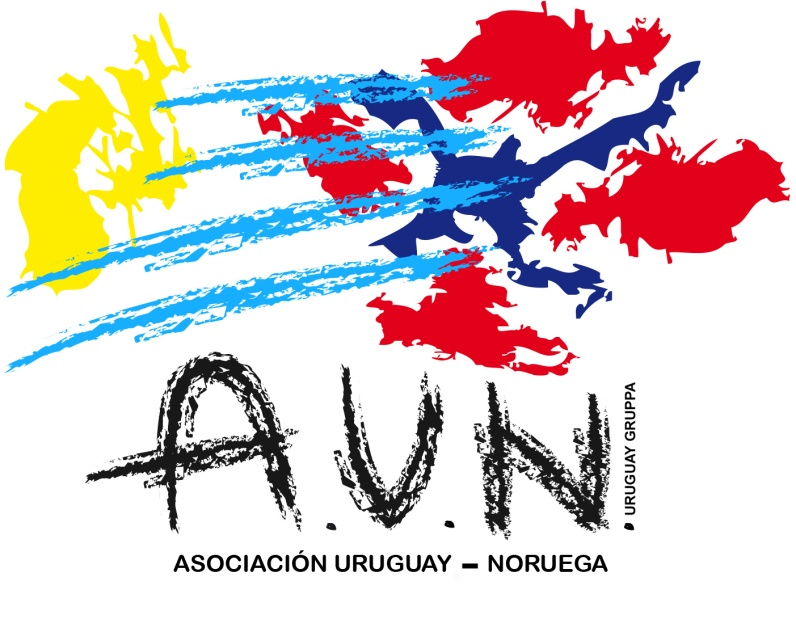 A.U.N.
URUGUAY GRUPPA
ASOCIACIÓN URUGUAY – NORUEGA